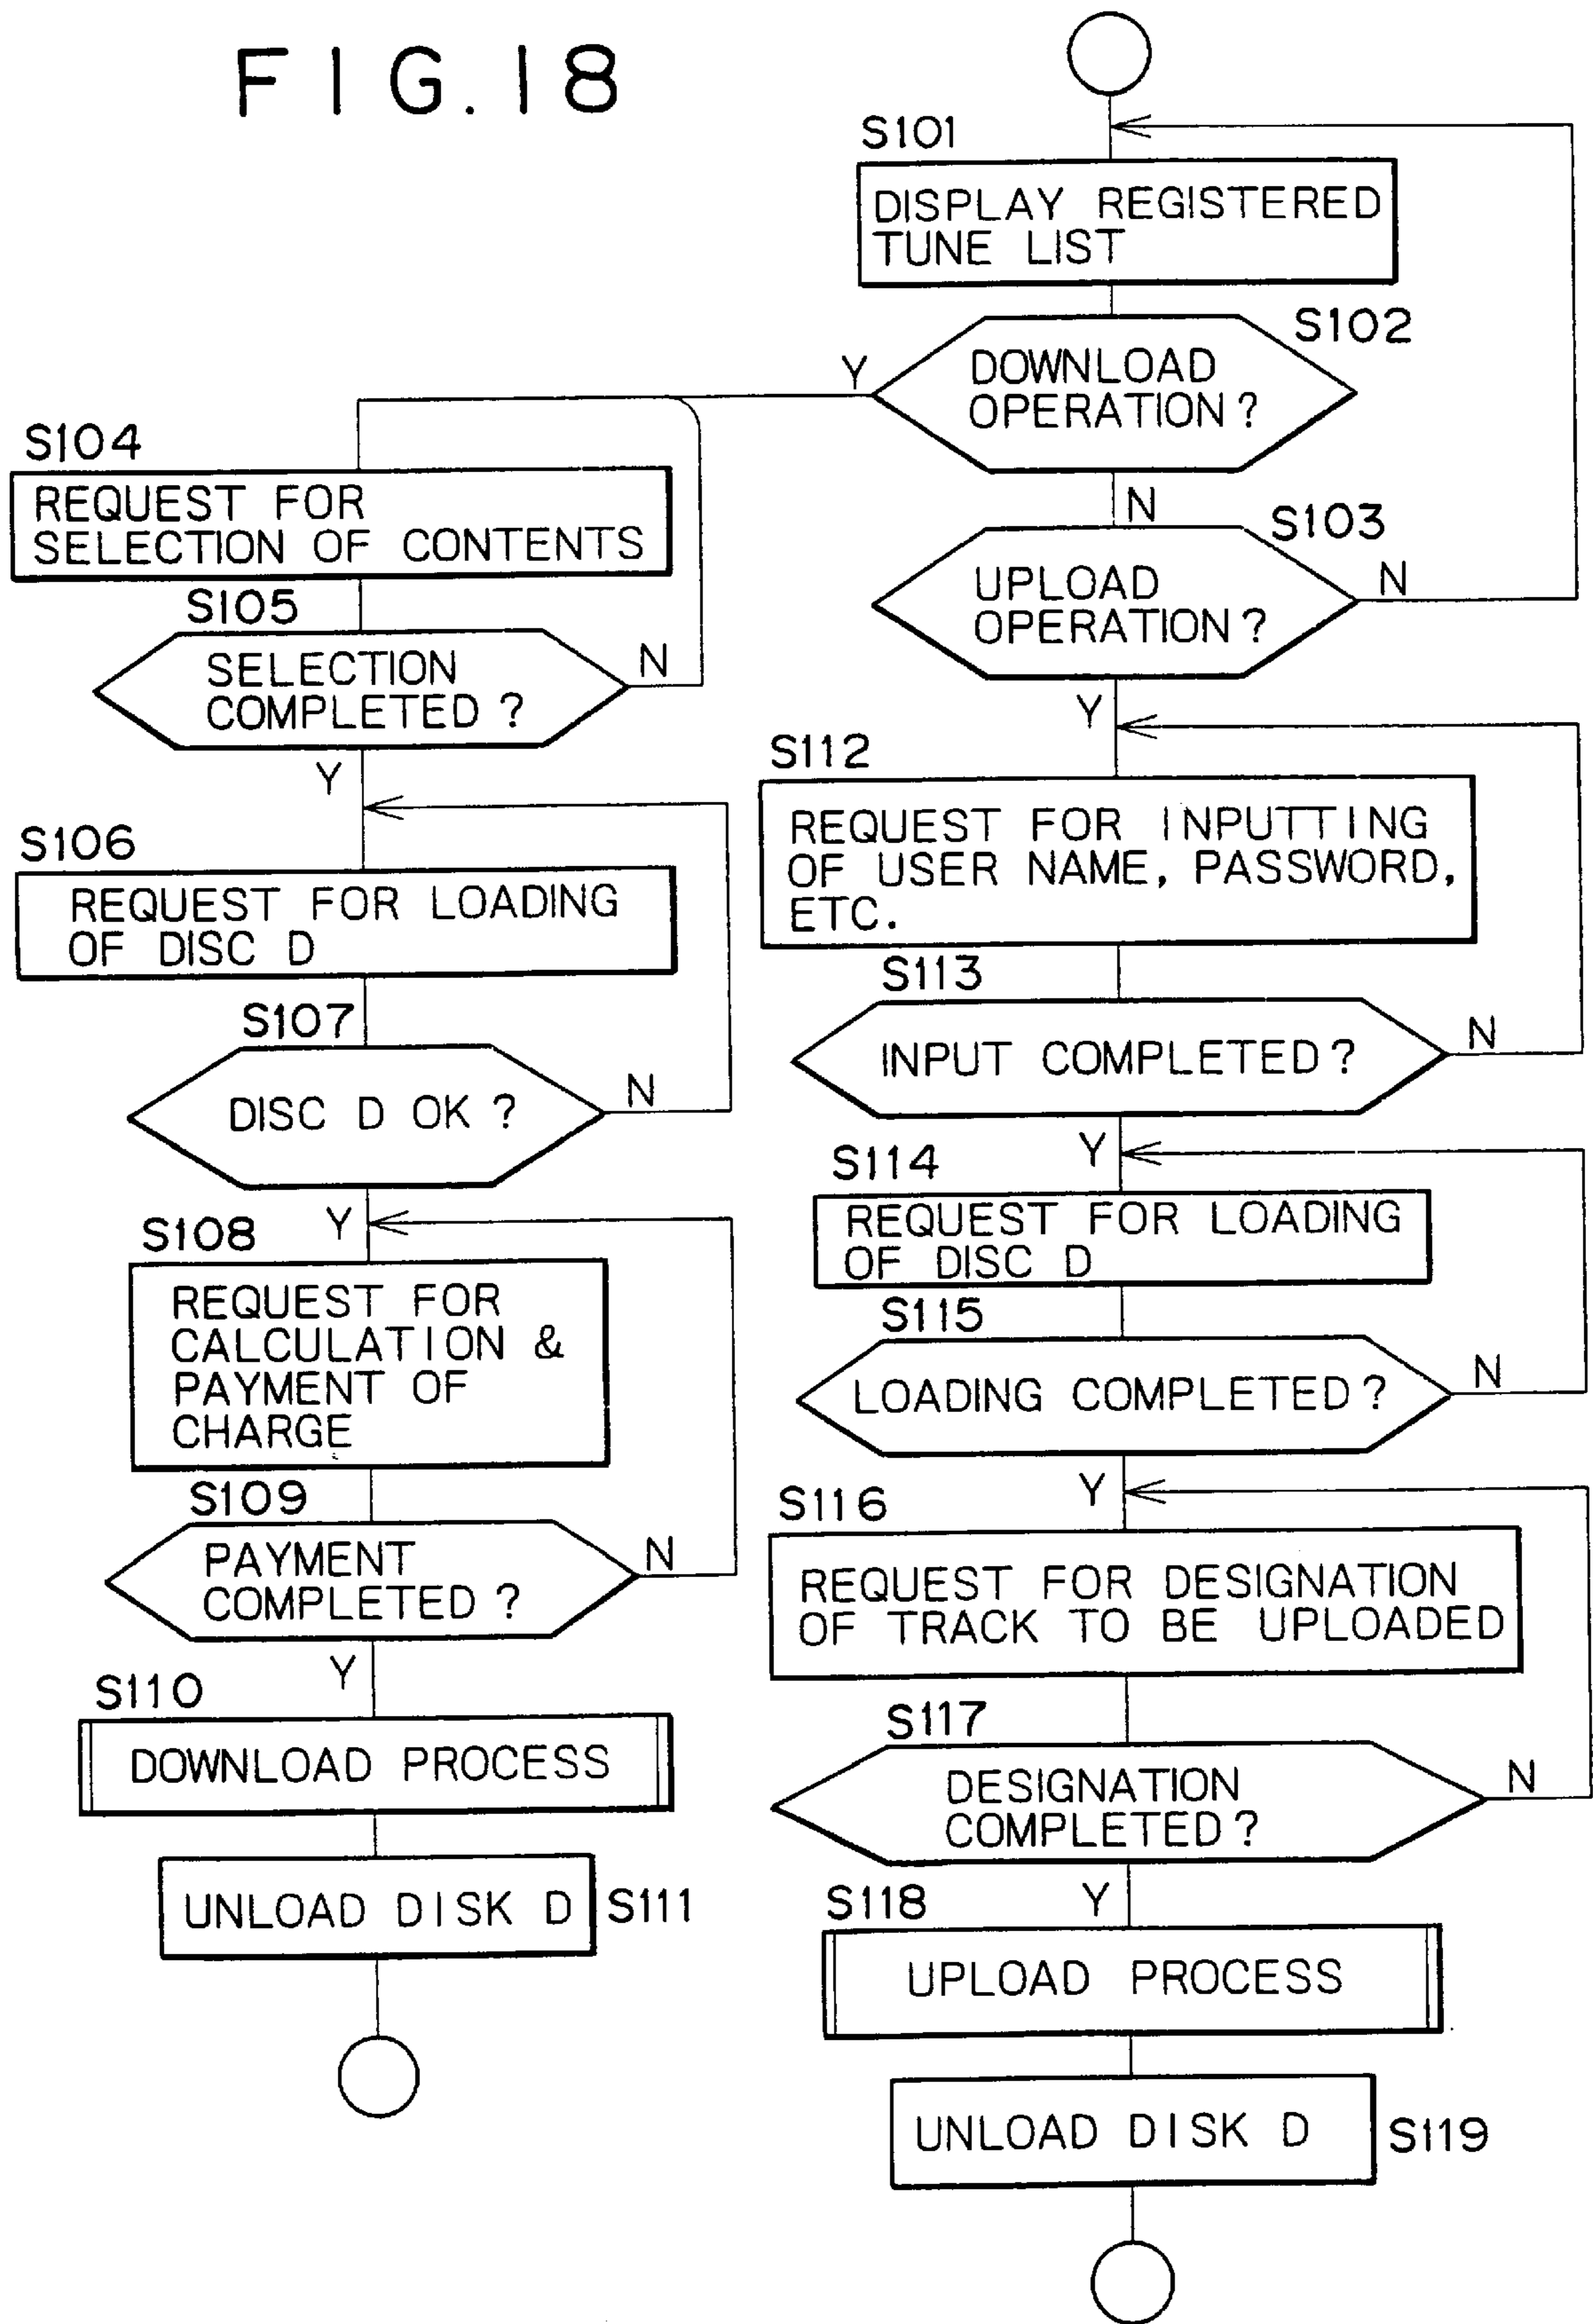 FIG.18
S101
DISPLAY REGISTERED
TUNE LIST
S102
DOWNLOAD
OPERATION?
Y
N
S103
UPLOAD
OPERATION?
N
Y
S104
REQUEST FOR
SELECTION OF CONTENTS
S105
SELECTION
COMPLETED?
N
Y
S106
REQUEST FOR LOADING
OF DISC D
S107
DISC D OK?
N
Y
S108
REQUEST FOR
CALCULATION &
PAYMENT OF
CHARGE
S109
PAYMENT
COMPLETED?
N
Y
S110
DOWNLOAD PROCESS
UNLOAD DISK D
S111
S112
REQUEST FOR INPUTTING
OF USER NAME, PASSWORD,
ETC.
S113
INPUT COMPLETED?
N
Y
S114
REQUEST FOR LOADING
OF DISC D
S115
LOADING COMPLETED?
N
Y
S116
REQUEST FOR DESIGNATION
OF TRACK TO BE UPLOADED
S117
DESIGNATION
COMPLETED?
N
Y
S118
UPLOAD PROCESS
UNLOAD DISK D
S119